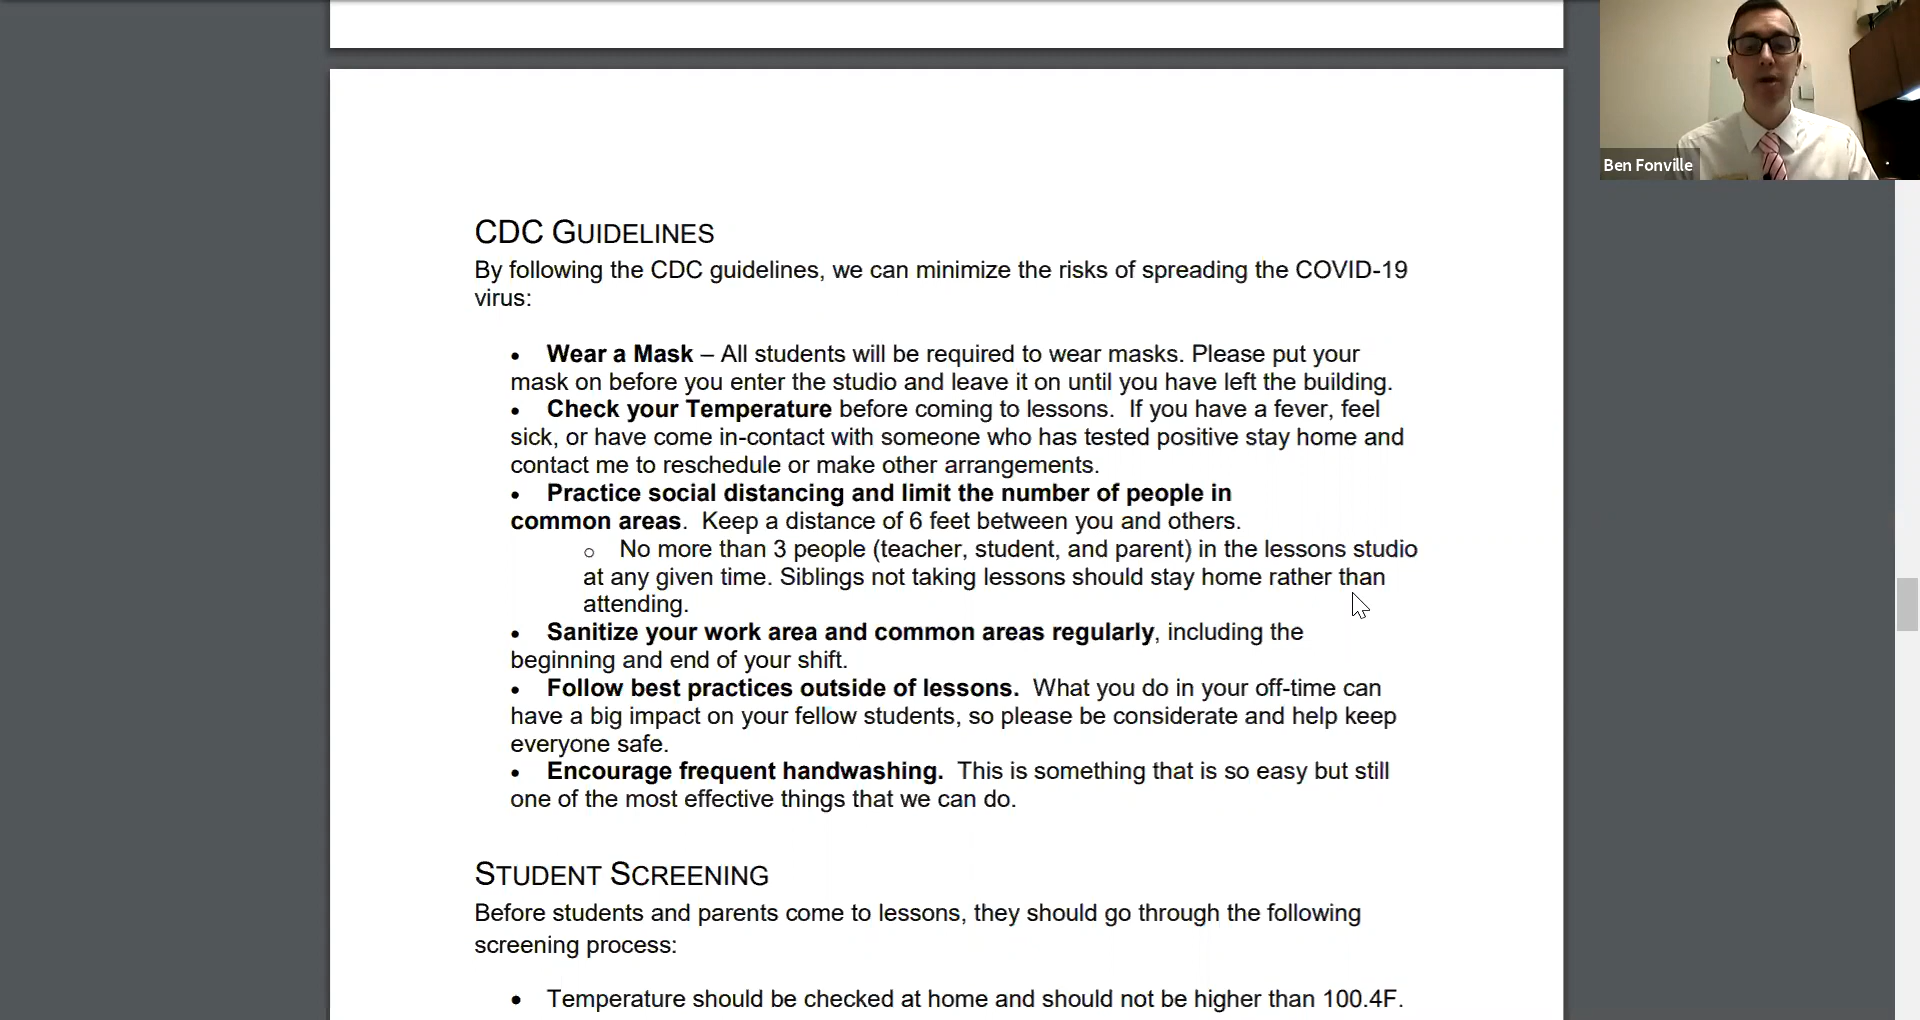 CDC GUIDELINES
By following the CDC guidelines, we can minimize the risks of spreading the COVID-19
virus:
• Wear a Mask – All students will be required to wear masks. Please put your
mask on before you enter the studio and leave it on until you have left the building.
• Check your Temperature before coming to lessons.  If you have a fever, feel
sick, or have come in-contact with someone who has tested positive stay home and
contact me to reschedule or make other arrangements.
• Practice social distancing and limit the number of people in
common areas.  Keep a distance of 6 feet between you and others.
○ No more than 3 people (teacher, student, and parent) in the lessons studio
at any given time. Siblings not taking lessons should stay home rather than
attending.
• Sanitize your work area and common areas regularly, including the
beginning and end of your shift.
• Follow best practices outside of lessons.  What you do in your off-time can
have a big impact on your fellow students, so please be considerate and help keep
everyone safe.
• Encourage frequent handwashing.  This is something that is so easy but still
one of the most effective things that we can do.
STUDENT SCREENING
Before students and parents come to lessons, they should go through the following
screening process:
• Temperature should be checked at home and should not be higher than 100.4F.
Ben Fonville